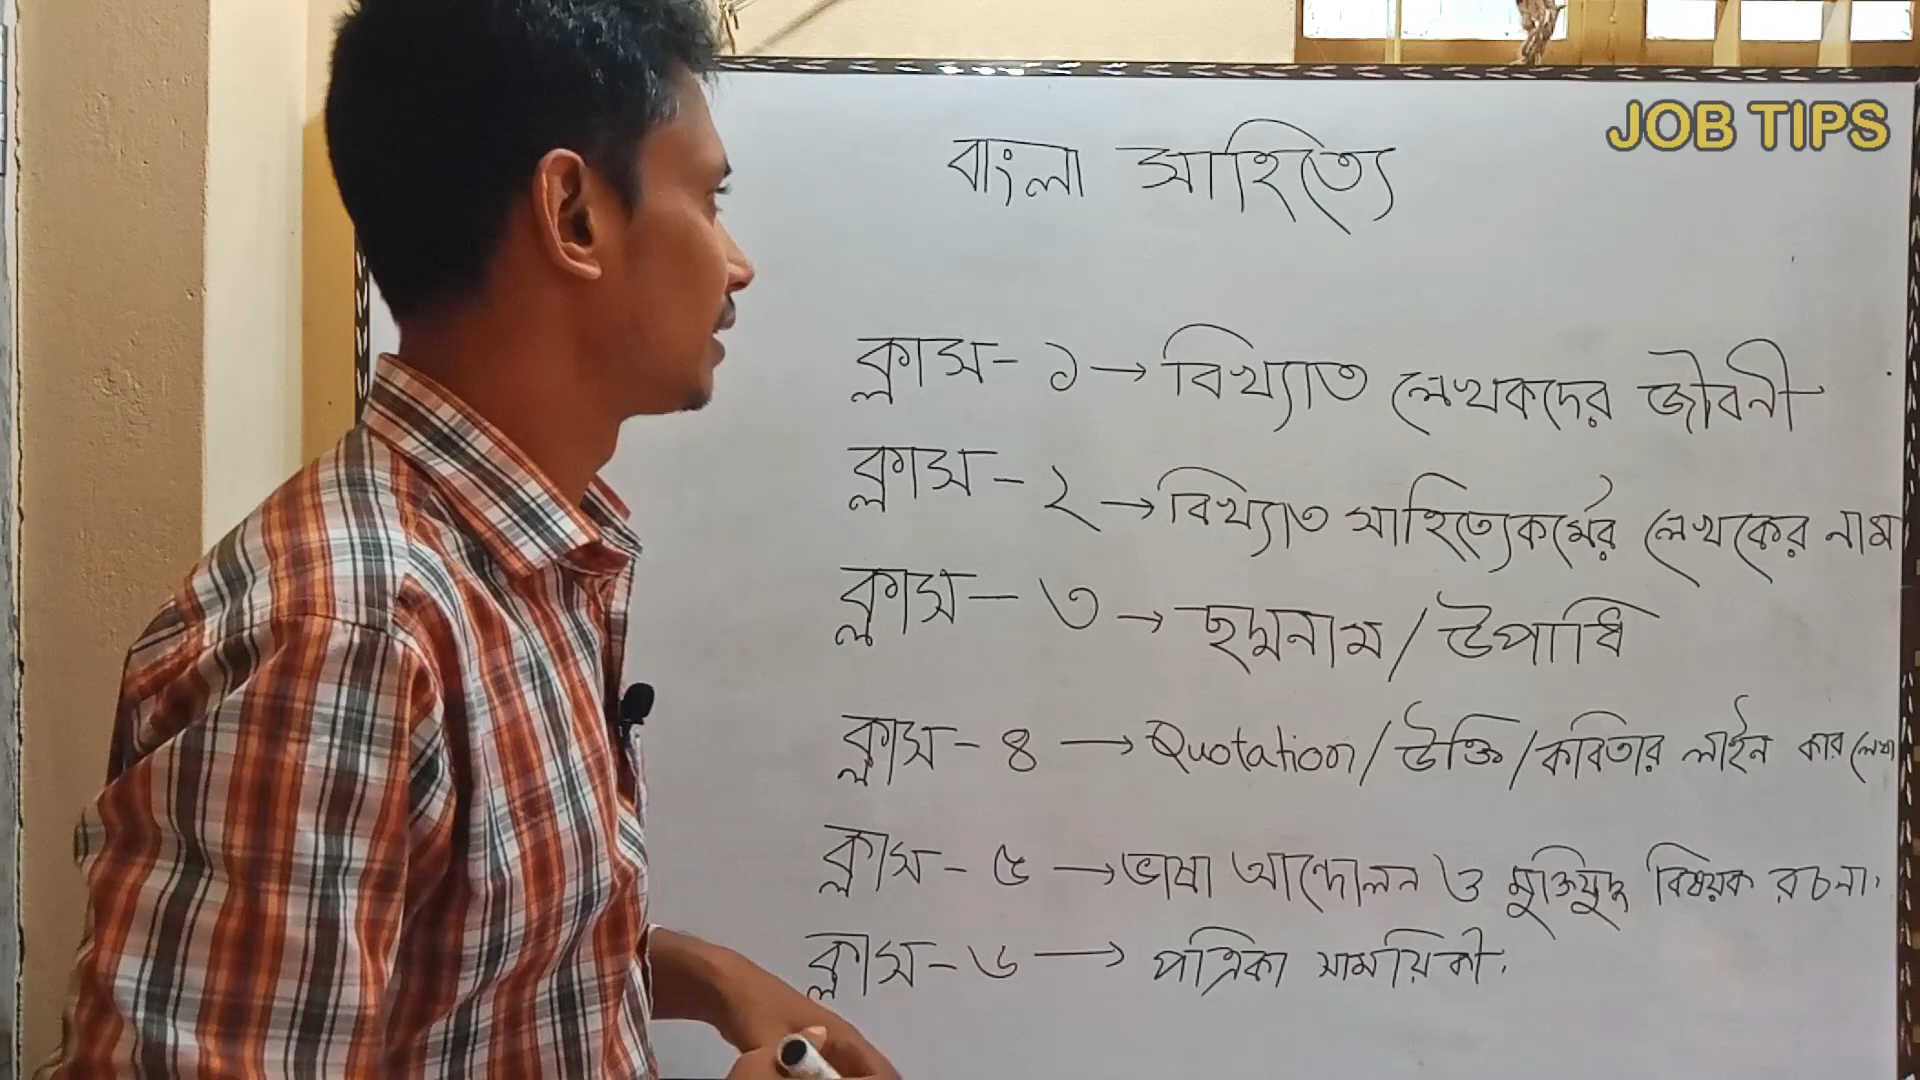 JOB TIPS
বাংলা সাহিত্যে
ক্লাস - ১ → বিখ্যাত লেখকদের জীবনী
ক্লাস - ২ → বিখ্যাত সাহিত্যেকর্মের লেখকের নাম
ক্লাস - ৩ → ছদ্মনাম / উপাধি
ক্লাস - ৪ → Quotation / উক্তি / কবিতার লাইন কার লেখা
ক্লাস - ৫ → ভাষা আন্দোলন ও মুক্তিযুদ্ধ বিষয়ক রচনা।
ক্লাস - ৬ → পত্রিকা সাময়িকী।